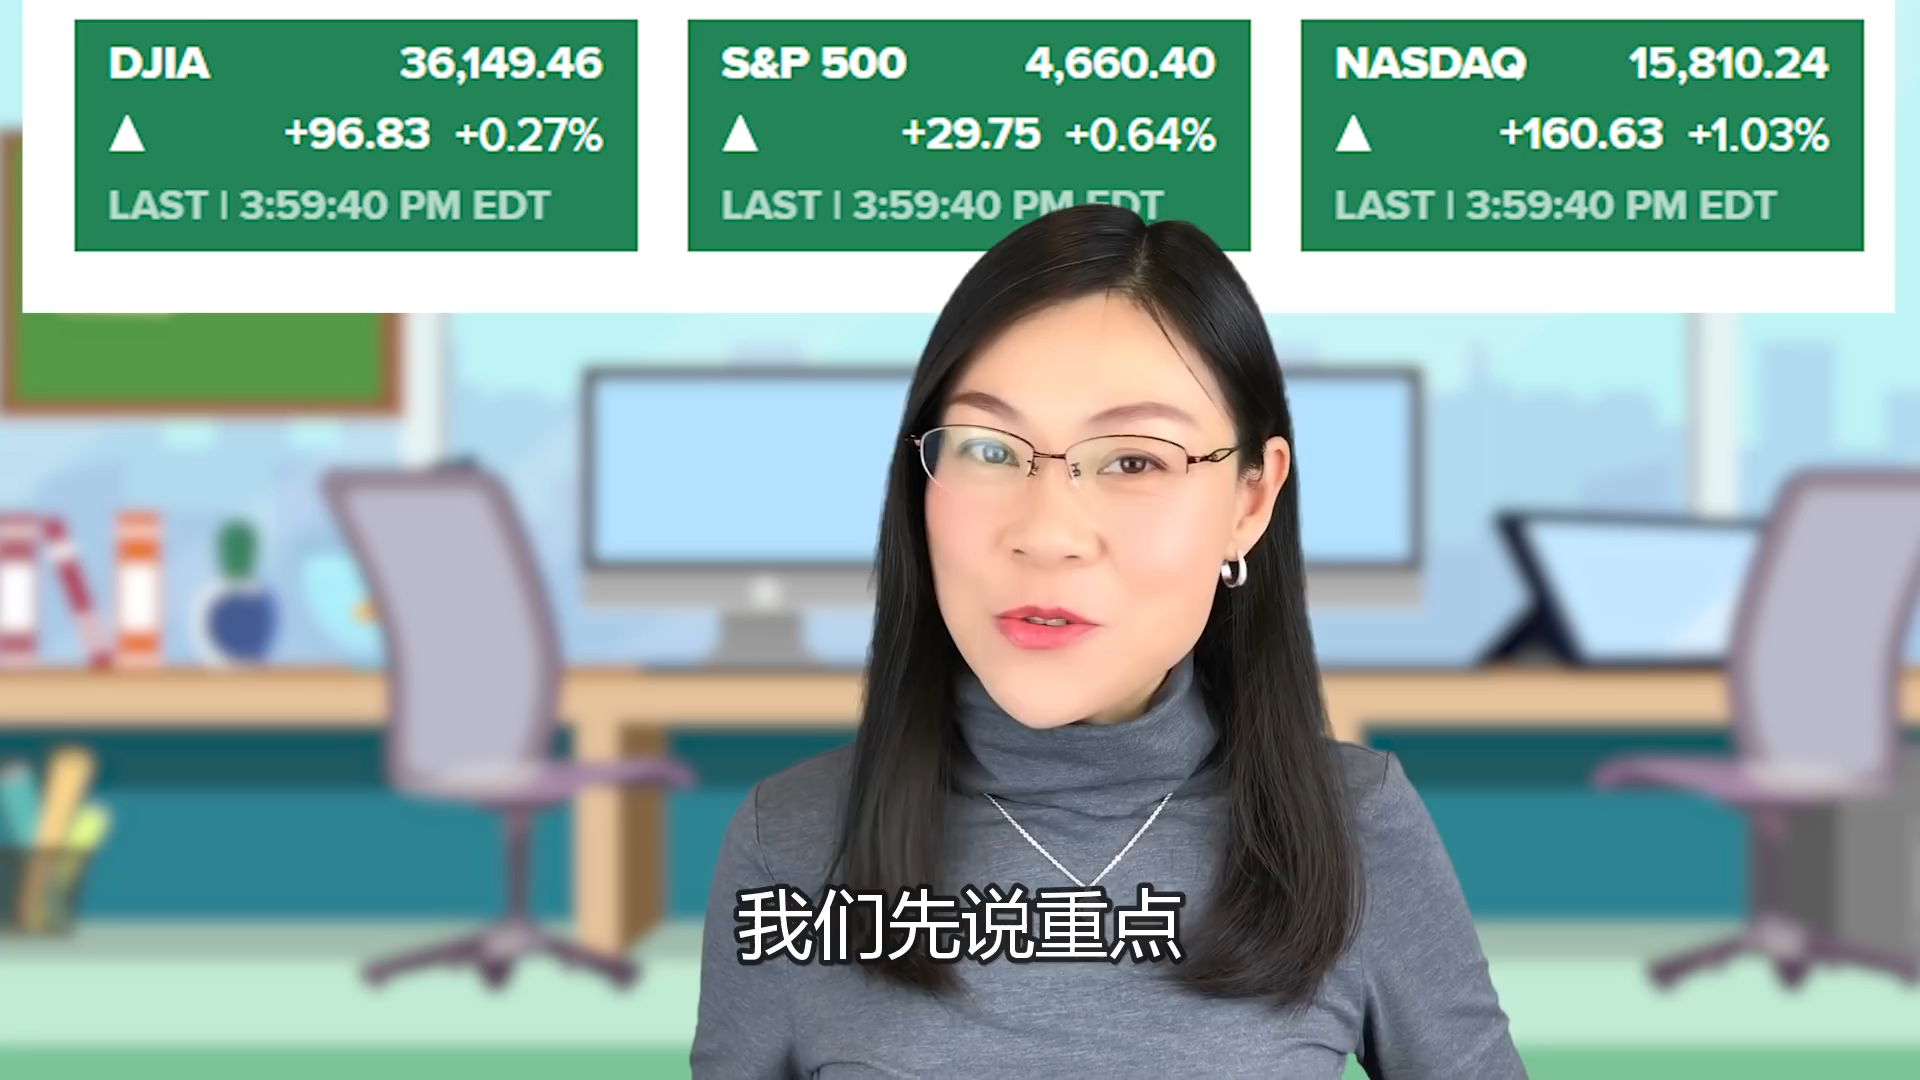 DJIA 36,149.46
▲ +96.83 +0.27%
LAST | 3:59:40 PM EDT
S&P 500 4,660.40
▲ +29.75 +0.64%
LAST | 3:59:40 PM EDT
NASDAQ 15,810.24
▲ +160.63 +1.03%
LAST | 3:59:40 PM EDT
我们先说重点